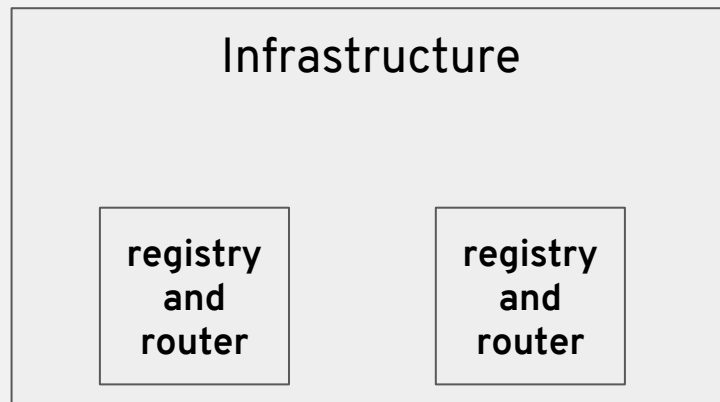 Infrastructure
registry
and
router
registry
and
router